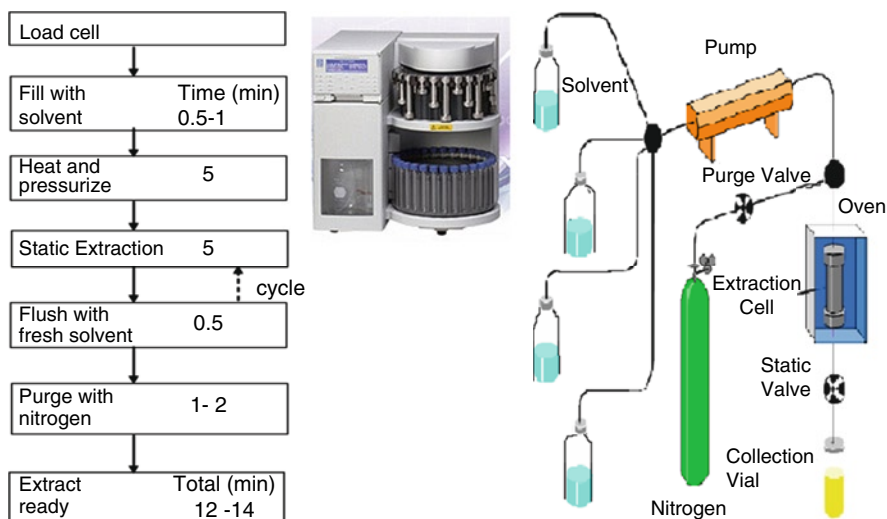 Load cell
Fill with Time (min)
solvent 0.5-1
Heat and
pressurize 5
Static Extraction 5
cycle
Flush with
fresh solvent 0.5
Purge with
nitrogen 1- 2
Extract Total (min)
ready 12 -14
Pump
Solvent
Purge Valve
Oven
Extraction
Cell
Static
Valve
Collection
Vial
Nitrogen